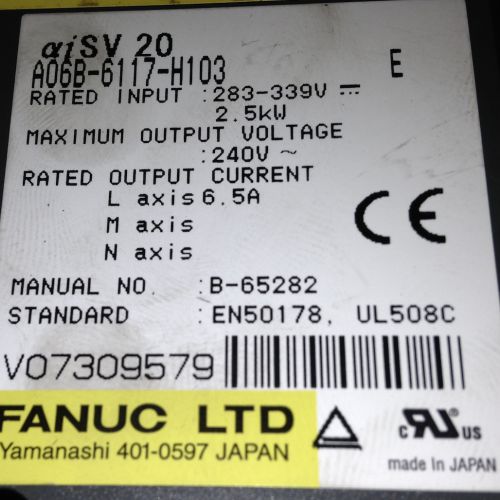 αiSV 20
A06B-6117-H103 E
RATED INPUT :283-339V ⎓
2.5kW
MAXIMUM OUTPUT VOLTAGE
:240V ~
RATED OUTPUT CURRENT
L axis 6.5A
M axis
N axis
CE
MANUAL NO. :B-65282
STANDARD :EN50178, UL508C
V07309579
FANUC LTD
Yamanashi 401-0597 JAPAN
c RU us
made in JAPAN